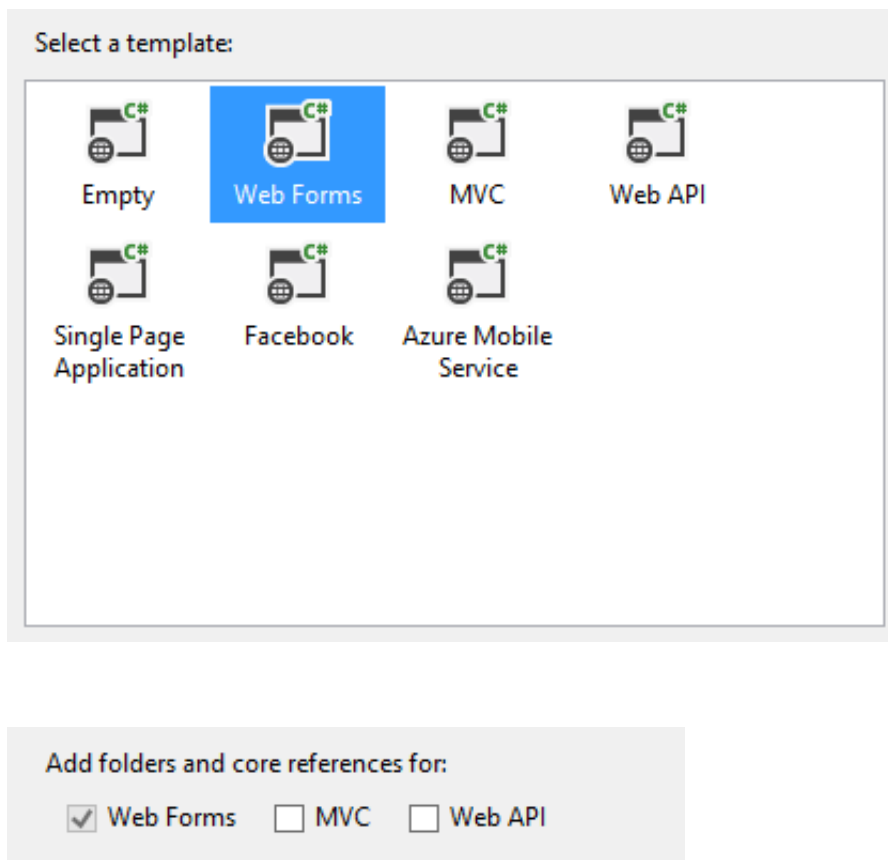 Select a template:
C# C# C# C#
Empty Web Forms MVC Web API
C# C# C#
Single Page Facebook Azure Mobile
Application Service
Add folders and core references for:
Web Forms MVC Web API